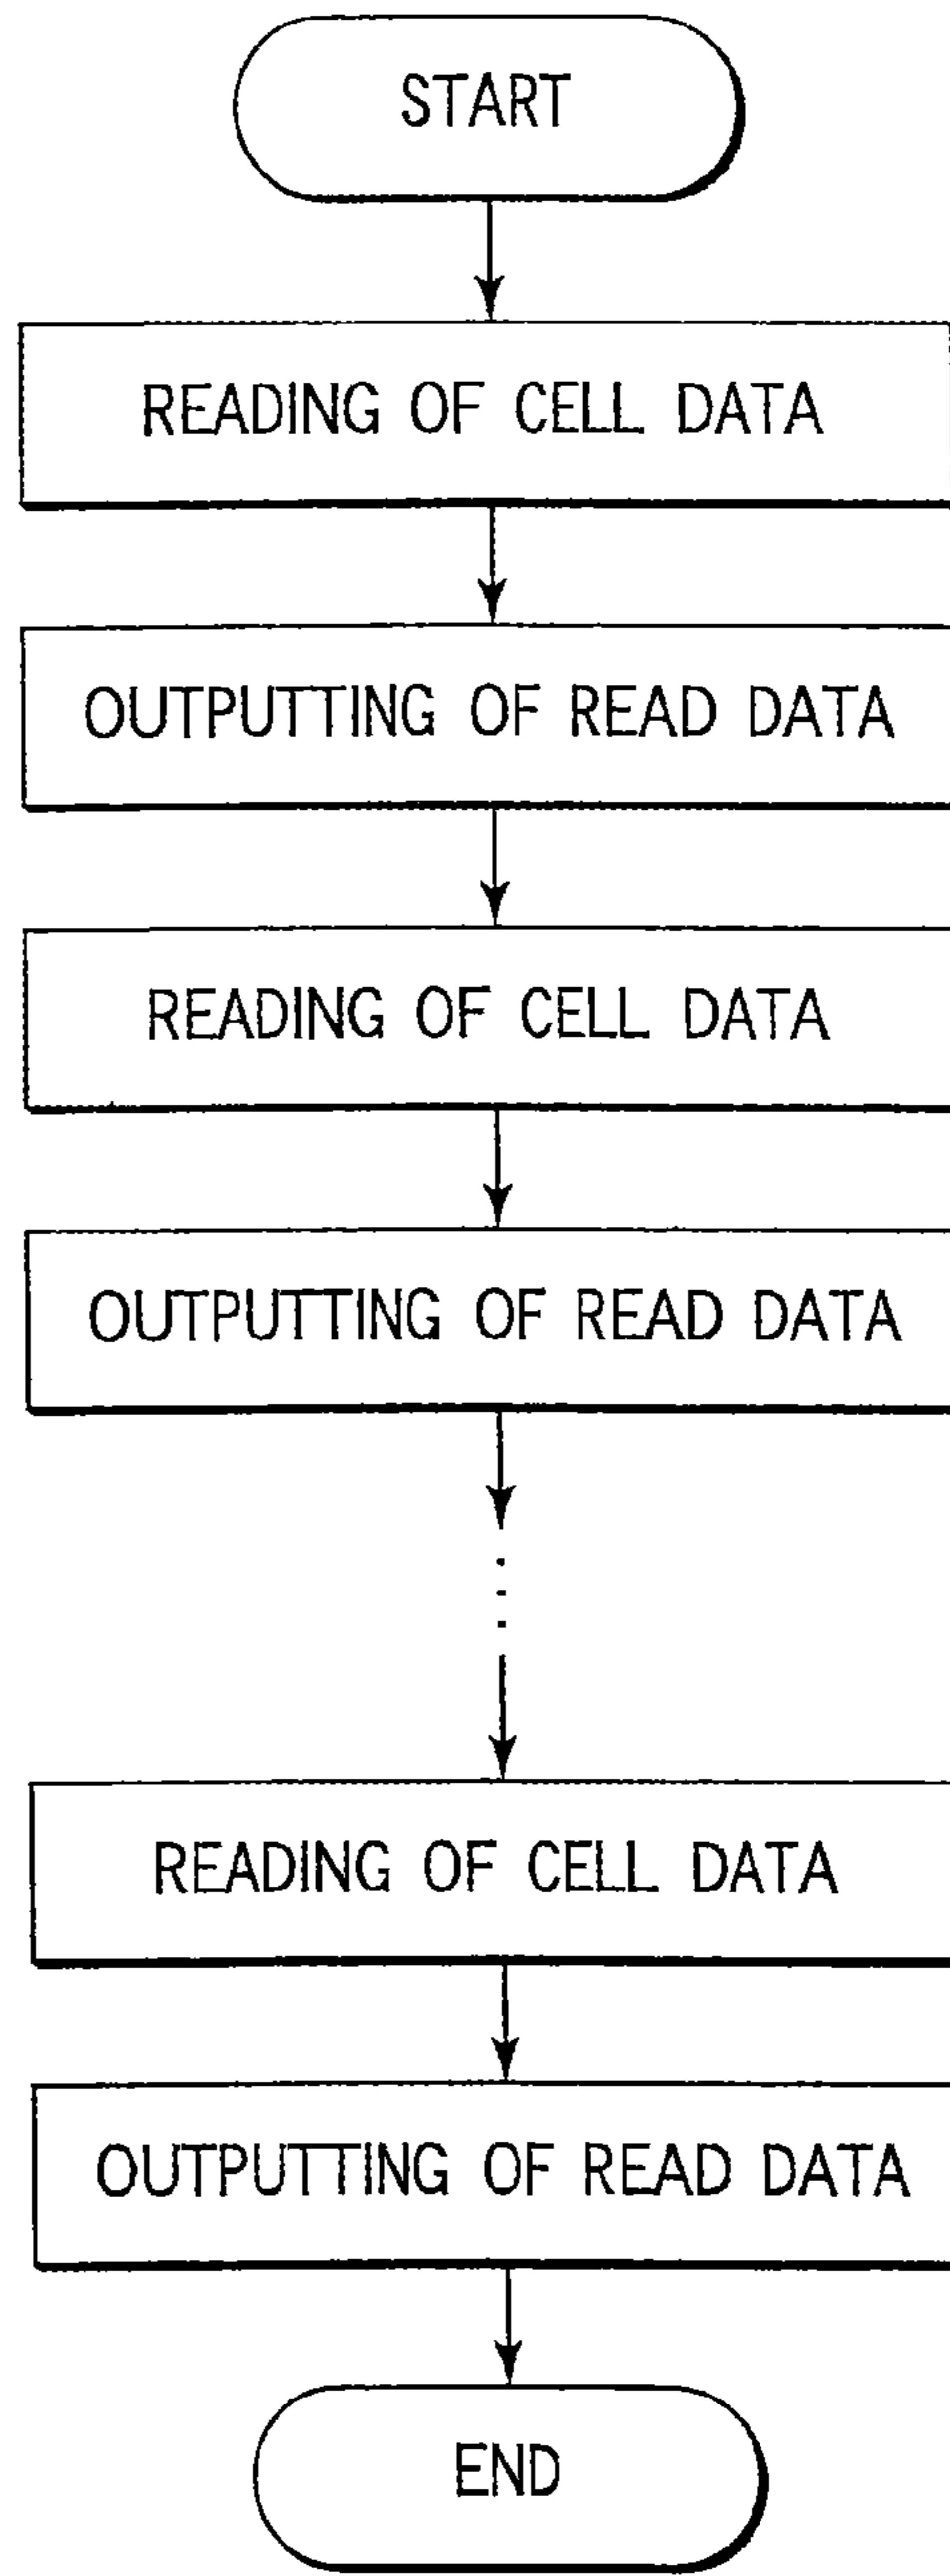 START
READING OF CELL DATA
OUTPUTTING OF READ DATA
READING OF CELL DATA
OUTPUTTING OF READ DATA
READING OF CELL DATA
OUTPUTTING OF READ DATA
END